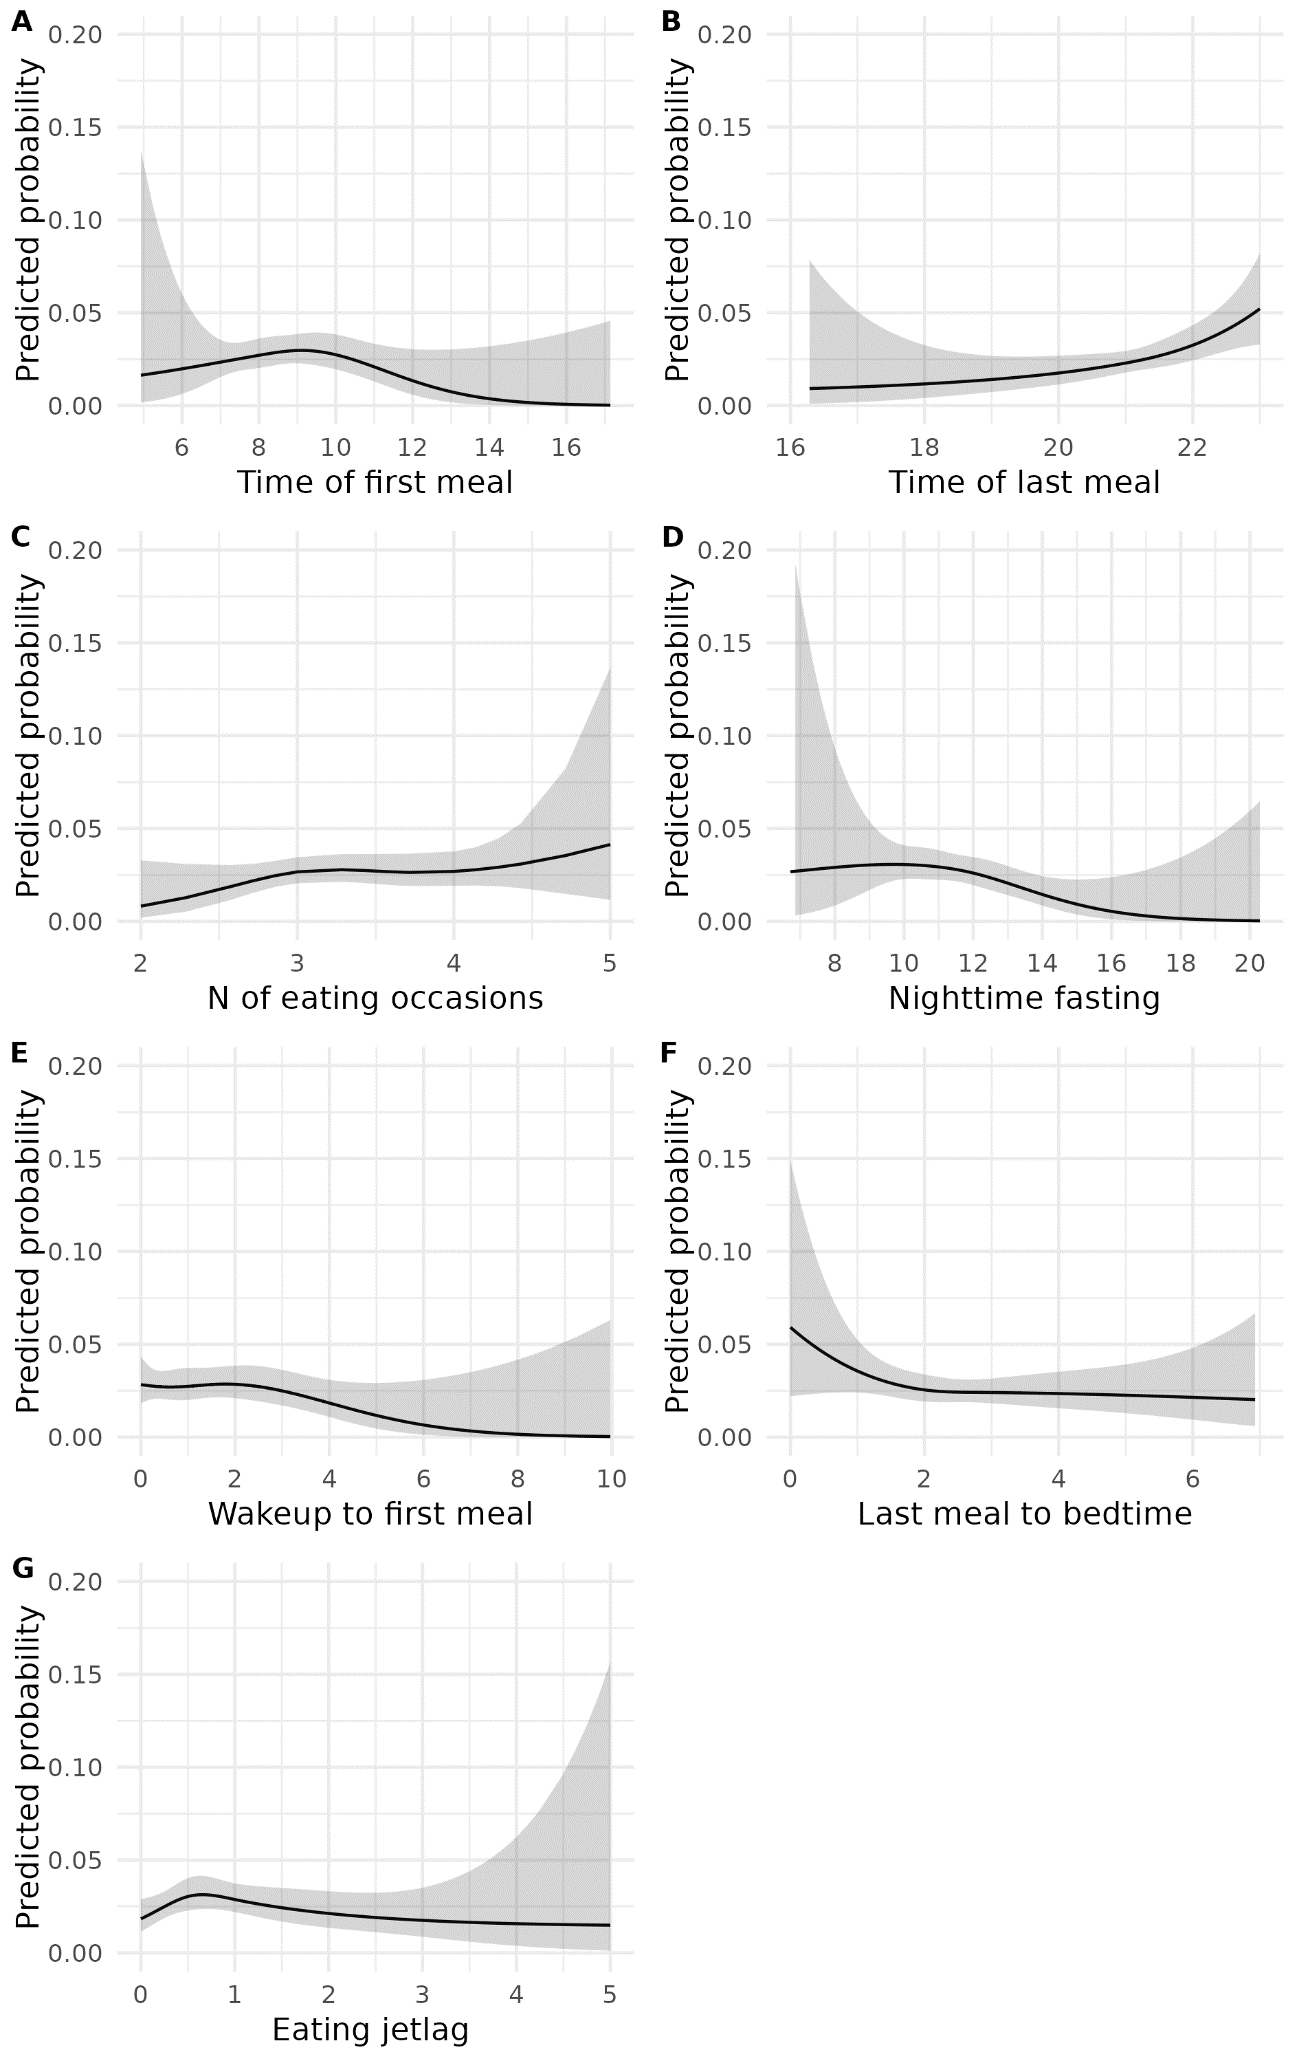 A
Predicted probability
0.20
0.15
0.10
0.05
0.00
6 8 10 12 14 16
Time of first meal
B
Predicted probability
0.20
0.15
0.10
0.05
0.00
16 18 20 22
Time of last meal
C
Predicted probability
0.20
0.15
0.10
0.05
0.00
2 3 4 5
N of eating occasions
D
Predicted probability
0.20
0.15
0.10
0.05
0.00
8 10 12 14 16 18 20
Nighttime fasting
E
Predicted probability
0.20
0.15
0.10
0.05
0.00
0 2 4 6 8 10
Wakeup to first meal
F
Predicted probability
0.20
0.15
0.10
0.05
0.00
0 2 4 6
Last meal to bedtime
G
Predicted probability
0.20
0.15
0.10
0.05
0.00
0 1 2 3 4 5
Eating jetlag